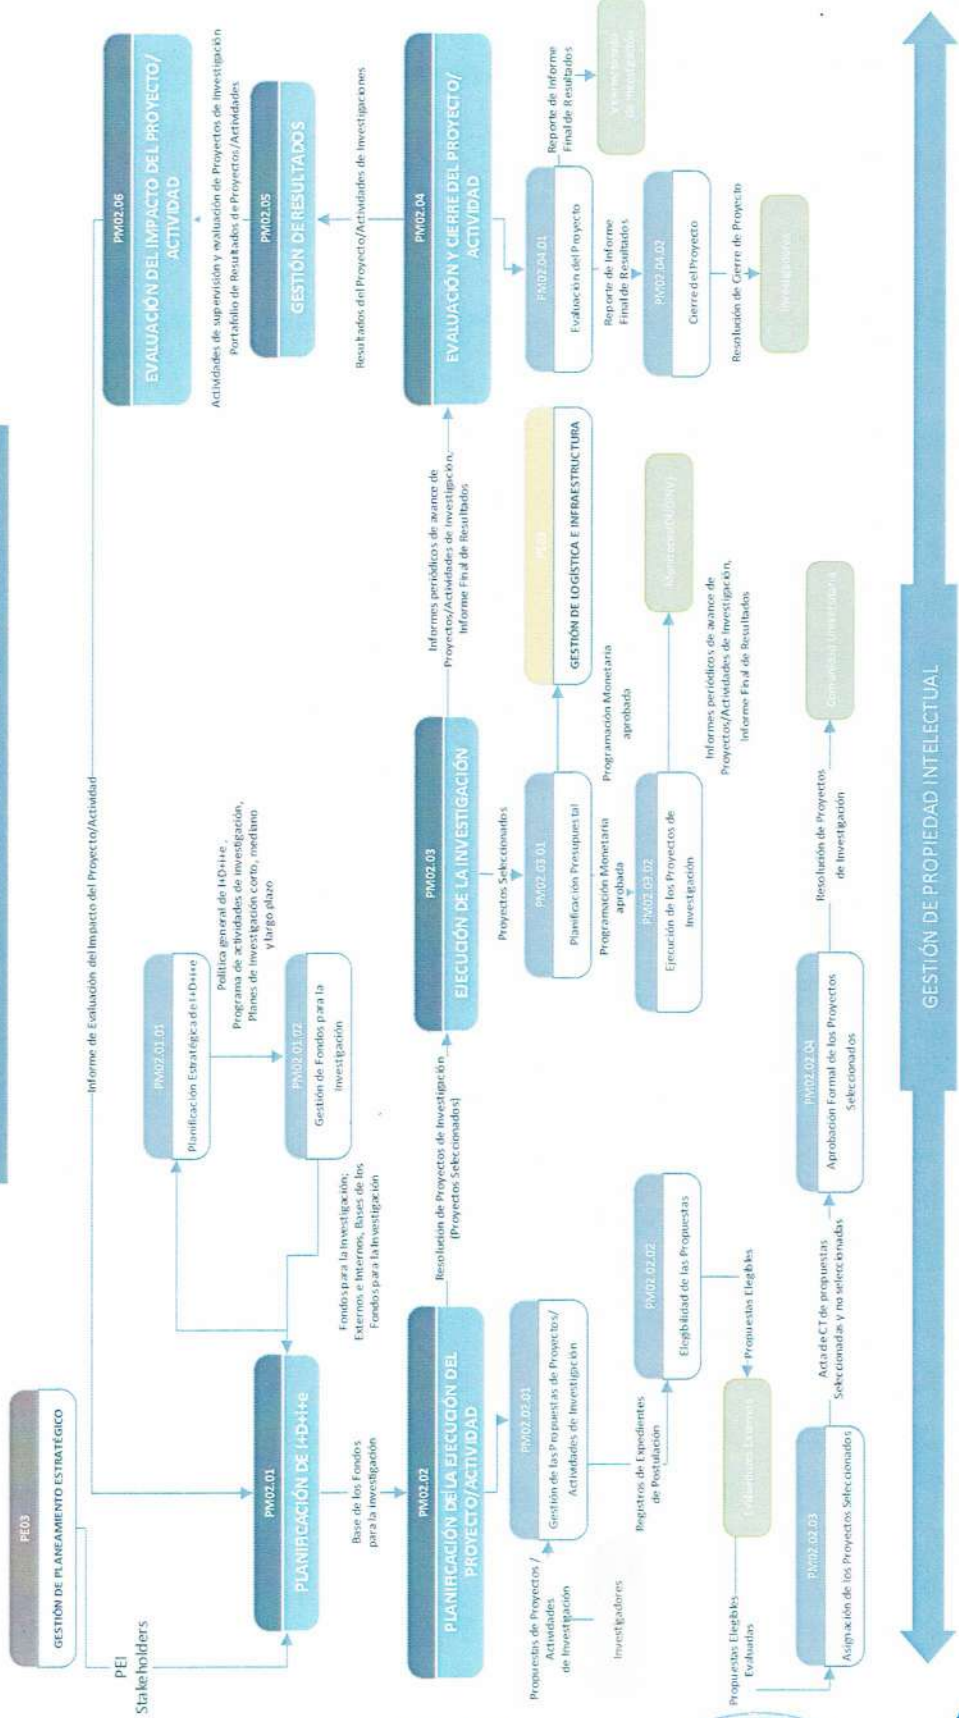 PE03
GESTIÓN DE PLANEAMIENTO ESTRATÉGICO
PEI
Stakeholders
Informe de Evaluación del Impacto del Proyecto/Actividad
PM02.01
PLANIFICACIÓN DE I+D+i+e
PM02.01.01
Planificación Estratégica de I+D+i+e
Política general de I+D+i+e,
Programa de actividades de investigación,
Planes de Investigación corto, mediano
y largo plazo
PM02.01.02
Gestión de Fondos para la
Investigación
Fondos para la Investigación;
Externos e Internos, Bases de los
Fondos para la Investigación
Base de los Fondos
para la investigación
PM02.02
PLANIFICACIÓN DE LA EJECUCIÓN DEL
PROYECTO/ACTIVIDAD
Resolución de Proyectos de Investigación
(Proyectos Seleccionados)
PM02.03
EJECUCIÓN DE LA INVESTIGACIÓN
Informes periódicos de avance de
Proyectos/Actividades de Investigación,
Informe Final de Resultados
PM02.04
EVALUACIÓN Y CIERRE DEL PROYECTO/
ACTIVIDAD
Resultados del Proyecto/Actividades de Investigaciones
PM02.05
GESTIÓN DE RESULTADOS
Actividades de supervisión y evaluación de Proyectos de Investigación
Portafolio de Resultados de Proyectos/Actividades
PM02.06
EVALUACIÓN DEL IMPACTO DEL PROYECTO/
ACTIVIDAD
Propuestas de Proyectos /
Actividades
de Investigación
Investigadores
PM02.02.01
Gestión de las Propuestas de Proyectos/
Actividades de Investigación
Registros de Expedientes
de Postulación
PM02.02.02
Elegibilidad de las Propuestas
Propuestas Elegibles
Propuestas Elegibles
Evaluadas
PM02.02.03
Asignación de los Proyectos Seleccionados
Acta de CT de propuestas
Seleccionadas y no seleccionadas
PM02.02.04
Aprobación Formal de los Proyectos
Seleccionados
Resolución de Proyectos
de Investigación
Comunidad Universitaria
Proyectos Seleccionados
PM02.03.01
Planificación Presupuestal
Programación Monetaria
aprobada
GESTIÓN DE LOGÍSTICA E INFRAESTRUCTURA
Programación Monetaria
aprobada
PM02.03.02
Ejecución de los Proyectos de
Investigación
Informes periódicos de avance de
Proyectos/Actividades de Investigación,
Informe Final de Resultados
PM02.04.01
Evaluación del Proyecto
Reporte de Informe
Final de Resultados
Reporte de Informe
Final de Resultados
PM02.04.02
Cierre del Proyecto
Resolución de Cierre de Proyecto
GESTIÓN DE PROPIEDAD INTELECTUAL